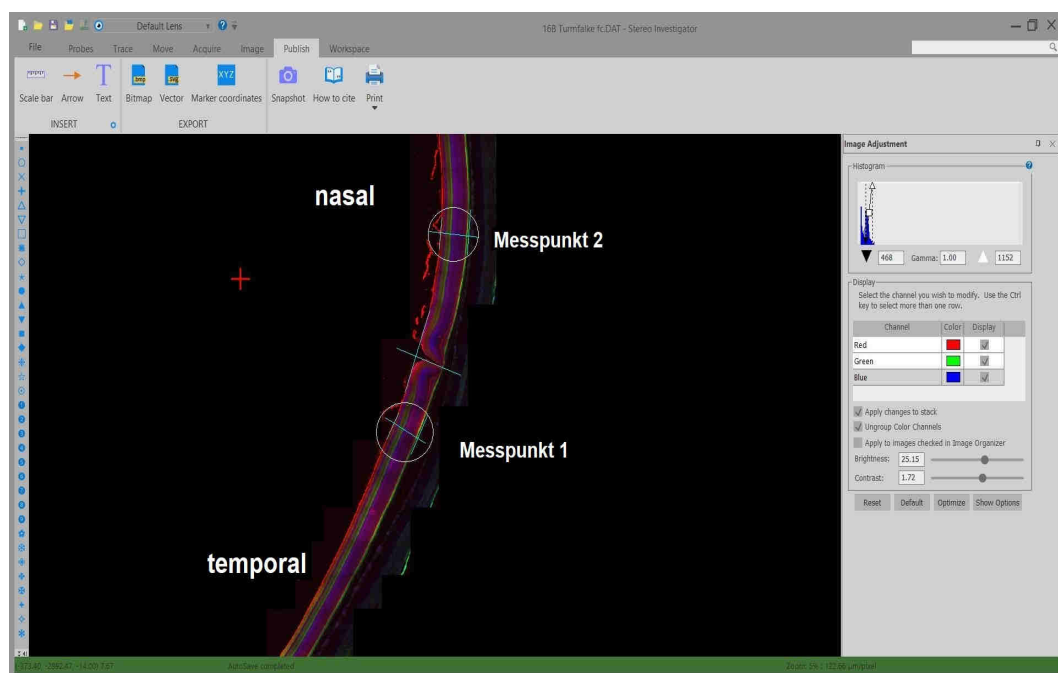 Default Lens
168 Turmfalke fc.DAT - Stereo Investigator
File Probes Trace Move Acquire Image Publish Workspace
Scale bar Arrow Text Bitmap Vector Marker coordinates Snapshot How to cite Print
INSERT EXPORT
nasal
Messpunkt 2
Messpunkt 1
temporal
Image Adjustment
Histogram
468 Gamma: 1.00 1152
Display
Select the channel you wish to modify. Use the Ctrl
key to select more than one row.
Channel Color Display
Red
Green
Blue
Apply changes to stack
Ungroup Color Channels
Apply to images checked in Image Organizer
Brightness: 25.15
Contrast: 1.72
Reset Default Optimize Show Options
AutoSave completed